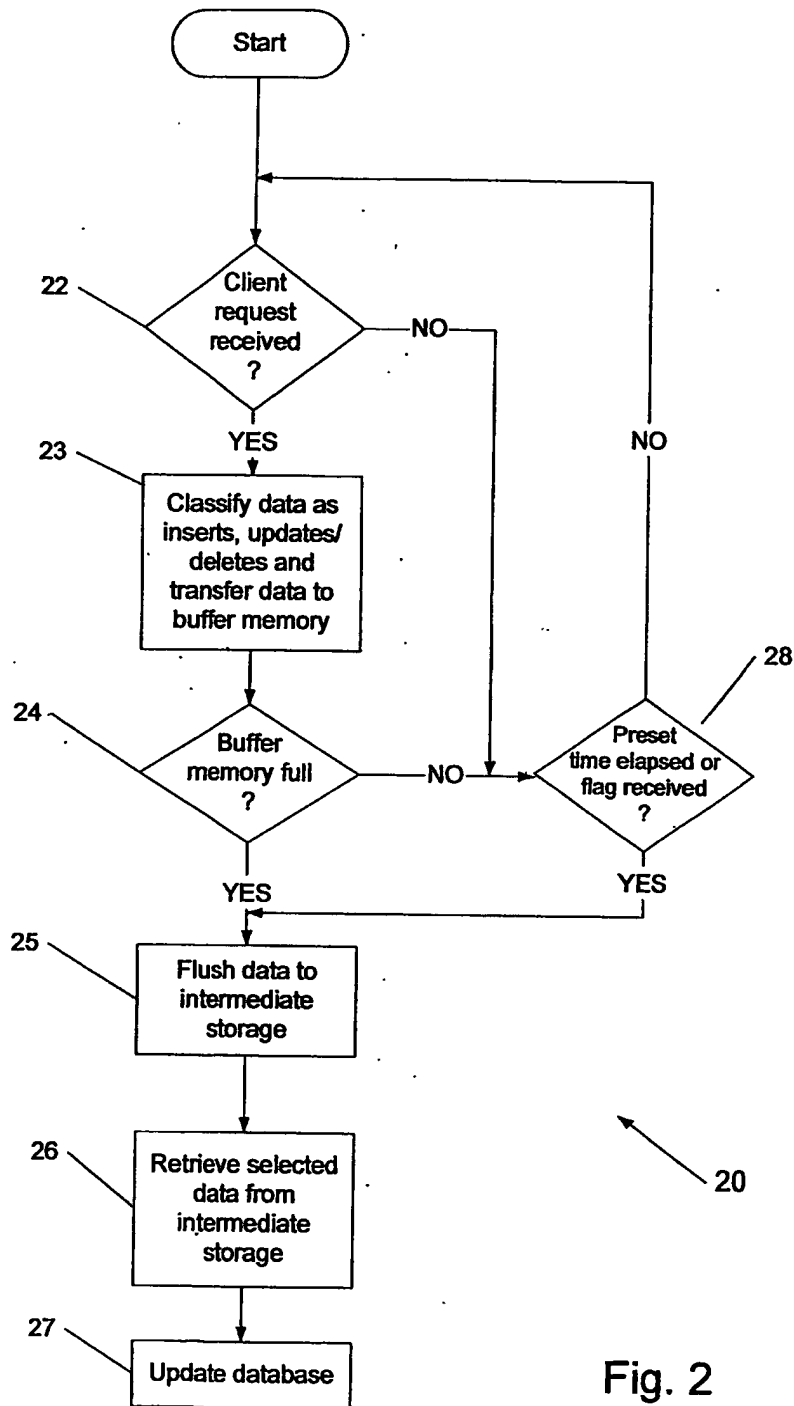 Start
22
Client
request
received
?
NO
YES
NO
23
Classify data as
inserts, updates/
deletes and
transfer data to
buffer memory
28
24
Buffer
memory full
?
NO
Preset
time elapsed or
flag received
?
YES
YES
25
Flush data to
intermediate
storage
26
Retrieve selected
data from
intermediate
storage
20
27
Update database
Fig. 2